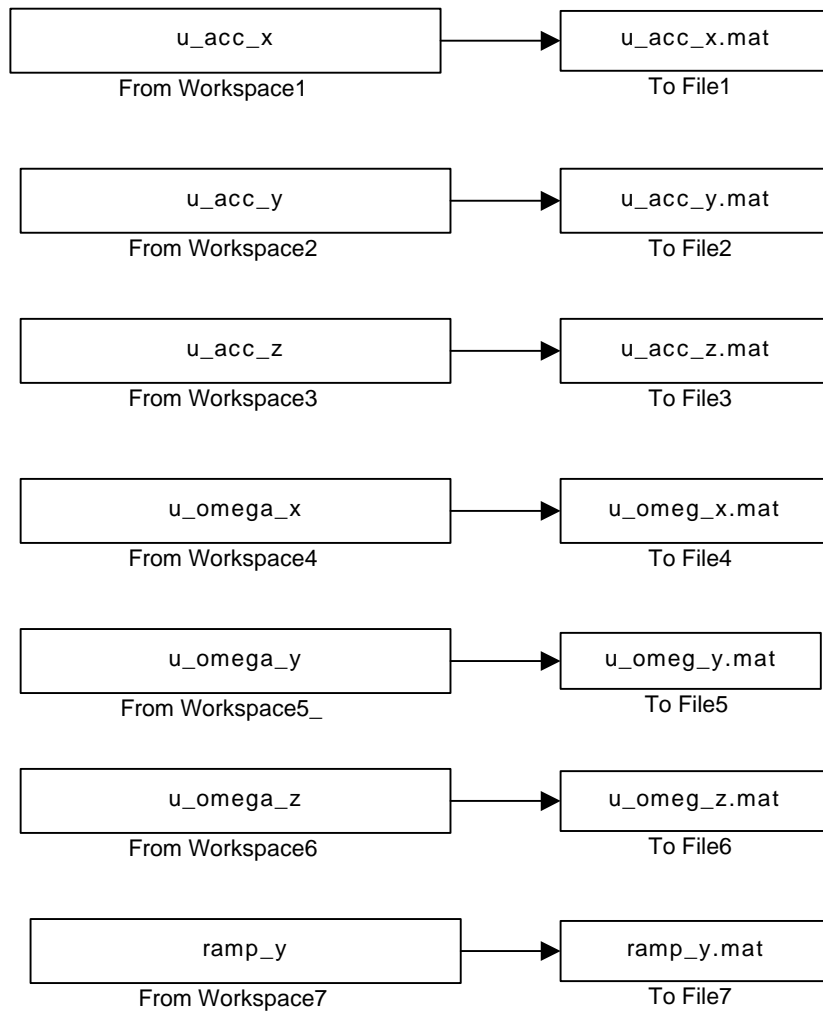 u_acc_x u_acc_x.mat
From Workspace1 To File1
u_acc_y u_acc_y.mat
From Workspace2 To File2
u_acc_z u_acc_z.mat
From Workspace3 To File3
u_omega_x u_omeg_x.mat
From Workspace4 To File4
u_omega_y u_omeg_y.mat
From Workspace5_ To File5
u_omega_z u_omeg_z.mat
From Workspace6 To File6
ramp_y ramp_y.mat
From Workspace7 To File7